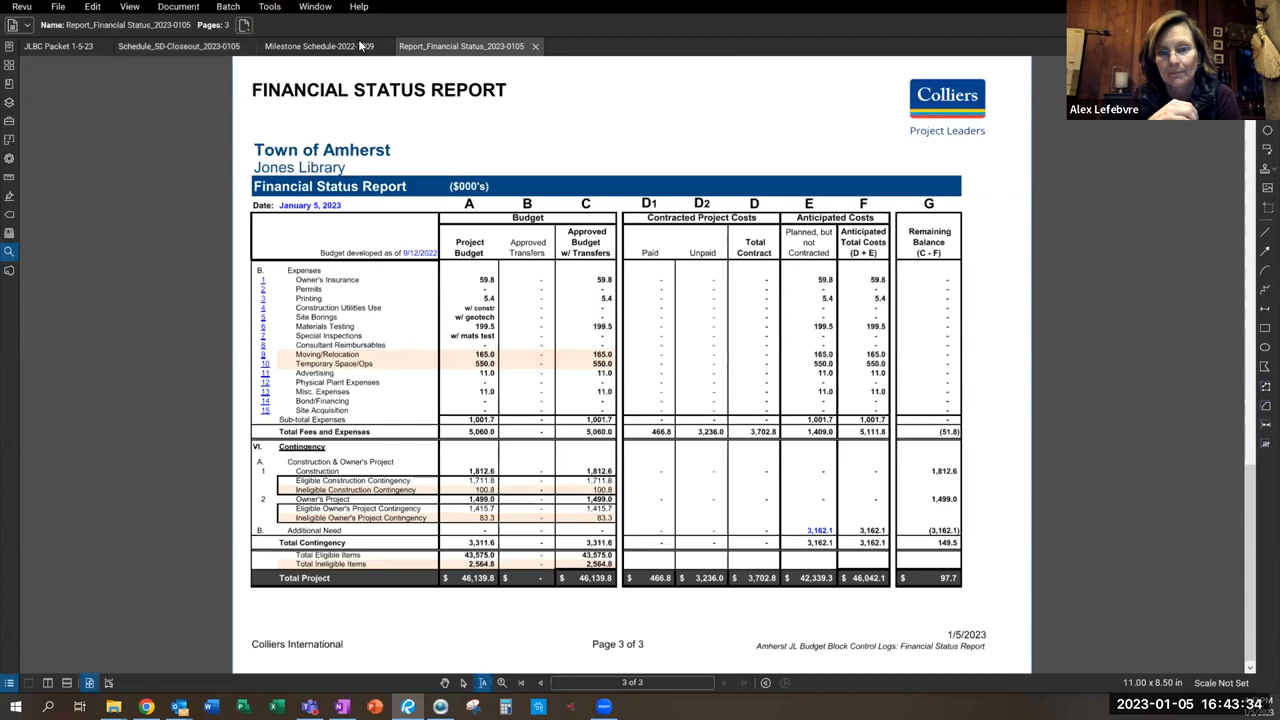 Revu File Edit View Document Batch Tools Window Help
Name: Report_Financial Status_2023-0105 Pages: 3
JLBC Packet 1-5-23 Schedule_SD-Closeout_2023-0105 Milestone Schedule-2022- 09 Report_Financial Status_2023-0105
Alex Lefebvre
FINANCIAL STATUS REPORT
Colliers
Project Leaders
Town of Amherst
Jones Library
Financial Status Report ($000's)
Date: January 5, 2023 A B C D1 D2 D E F G
Budget Contracted Project Costs Anticipated Costs
Budget developed as of 9/12/2022 Project Budget Approved Transfers Approved Budget w/ Transfers Paid Unpaid Total Contract Planned, but not Contracted Anticipated Total Costs (D + E) Remaining Balance (C - F)
B. Expenses
1 Owner's Insurance 59.8 - 59.8 - - - 59.8 59.8 -
2 Permits - - - - - - - - -
3 Printing 5.4 - 5.4 - - - 5.4 5.4 -
4 Construction Utilities Use w/ constr - - - - - - - -
5 Site Borings w/ geotech - - - - - - - -
6 Materials Testing 199.5 - 199.5 - - - 199.5 199.5 -
7 Special Inspections w/ mats test - - - - - - - -
8 Consultant Reimbursables - - - - - - - - -
9 Moving/Relocation 165.0 - 165.0 - - - 165.0 165.0 -
10 Temporary Space/Ops 550.0 - 550.0 - - - 550.0 550.0 -
11 Advertising 11.0 - 11.0 - - - 11.0 11.0 -
12 Physical Plant Expenses - - - - - - - - -
13 Misc. Expenses 11.0 - 11.0 - - - 11.0 11.0 -
14 Bond/Financing - - - - - - - - -
15 Site Acquisition - - - - - - - - -
Sub-total Expenses 1,001.7 - 1,001.7 - - - 1,001.7 1,001.7 -
Total Fees and Expenses 5,060.0 - 5,060.0 466.8 3,236.0 3,702.8 1,409.0 5,111.8 (51.8)
VI. Contingency
A. Construction & Owner's Project
1 Construction 1,812.6 - 1,812.6 - - - - - 1,812.6
Eligible Construction Contingency 1,711.8 - 1,711.8
Ineligible Construction Contingency 100.8 - 100.8
2 Owner's Project 1,499.0 - 1,499.0 - - - - - 1,499.0
Eligible Owner's Project Contingency 1,415.7 - 1,415.7
Ineligible Owner's Project Contingency 83.3 - 83.3
B. Additional Need - - - - - - 3,162.1 3,162.1 (3,162.1)
Total Contingency 3,311.6 - 3,311.6 - - - 3,162.1 3,162.1 149.5
Total Eligible Items 43,575.0 - 43,575.0
Total Ineligible Items 2,564.8 - 2,564.8
Total Project $ 46,139.8 $ - $ 46,139.8 $ 466.8 $ 3,236.0 $ 3,702.8 $ 42,339.3 $ 46,042.1 $ 97.7
1/5/2023
Colliers International Page 3 of 3 Amherst JL Budget Block Control Logs: Financial Status Report
3 of 3 11.00 x 8.50 in Scale Not Set
2023-01-05 16:43:34